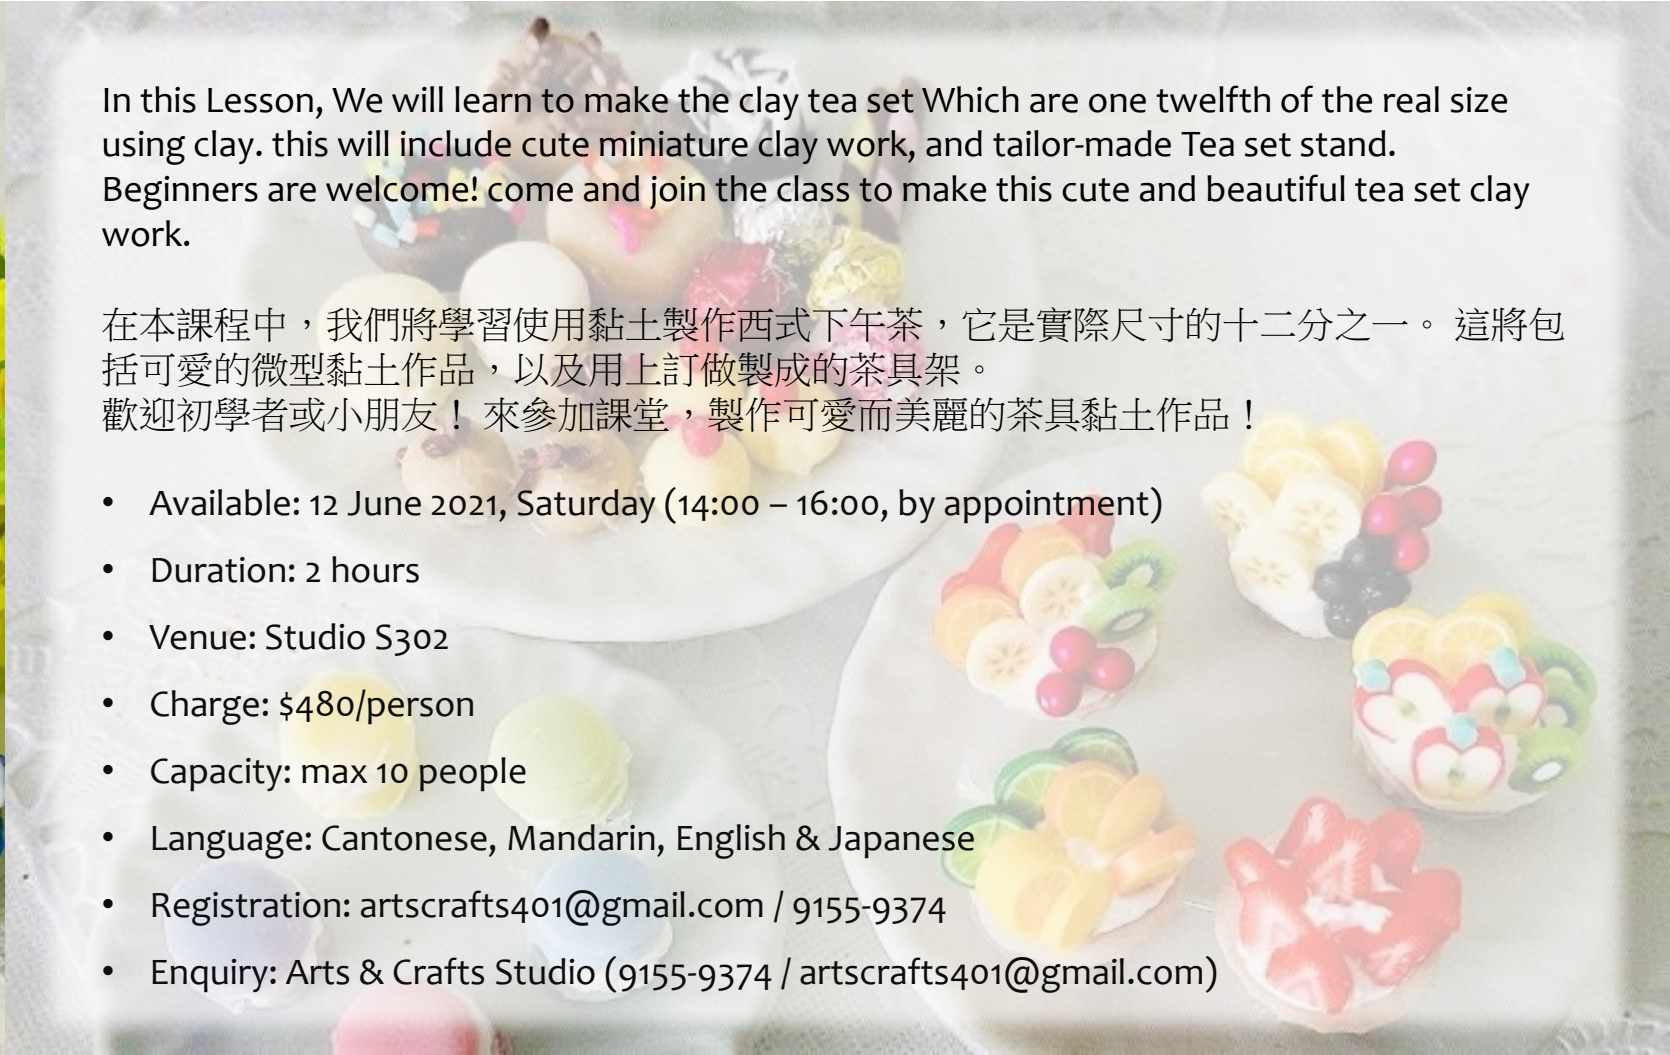 In this Lesson, We will learn to make the clay tea set Which are one twelfth of the real size
using clay. this will include cute miniature clay work, and tailor-made Tea set stand.
Beginners are welcome! come and join the class to make this cute and beautiful tea set clay
work.
在本課程中，我們將學習使用黏土製作西式下午茶，它是實際尺寸的十二分之一。 這將包
括可愛的微型黏土作品，以及用上訂做製成的茶具架。
歡迎初學者或小朋友！ 來參加課堂，製作可愛而美麗的茶具黏土作品！
• Available: 12 June 2021, Saturday (14:00 – 16:00, by appointment)
• Duration: 2 hours
• Venue: Studio S302
• Charge: $480/person
• Capacity: max 10 people
• Language: Cantonese, Mandarin, English & Japanese
• Registration: artscrafts401@gmail.com / 9155-9374
• Enquiry: Arts & Crafts Studio (9155-9374 / artscrafts401@gmail.com)